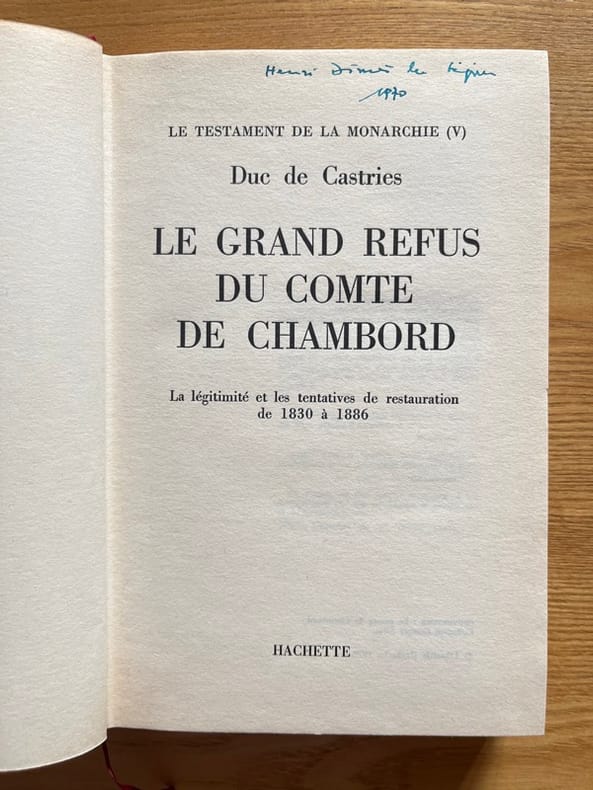 Henri
1970
LE TESTAMENT DE LA MONARCHIE (V)
Duc de Castries
LE GRAND REFUS
DU COMTE
DE CHAMBORD
La légitimité et les tentatives de restauration
de 1830 à 1886
HACHETTE